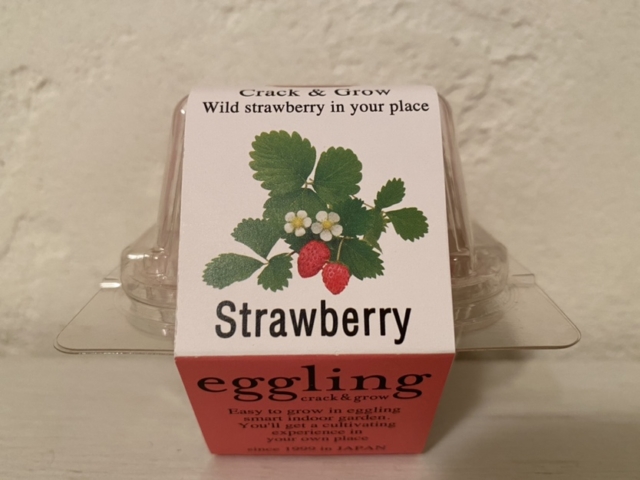 Crack & Grow
Wild strawberry in your place
Strawberry
eggling
crack&grow
Easy to grow in eggling
smart indoor garden.
You'll get a cultivating
experience in
your own place
since 1999 in JAPAN